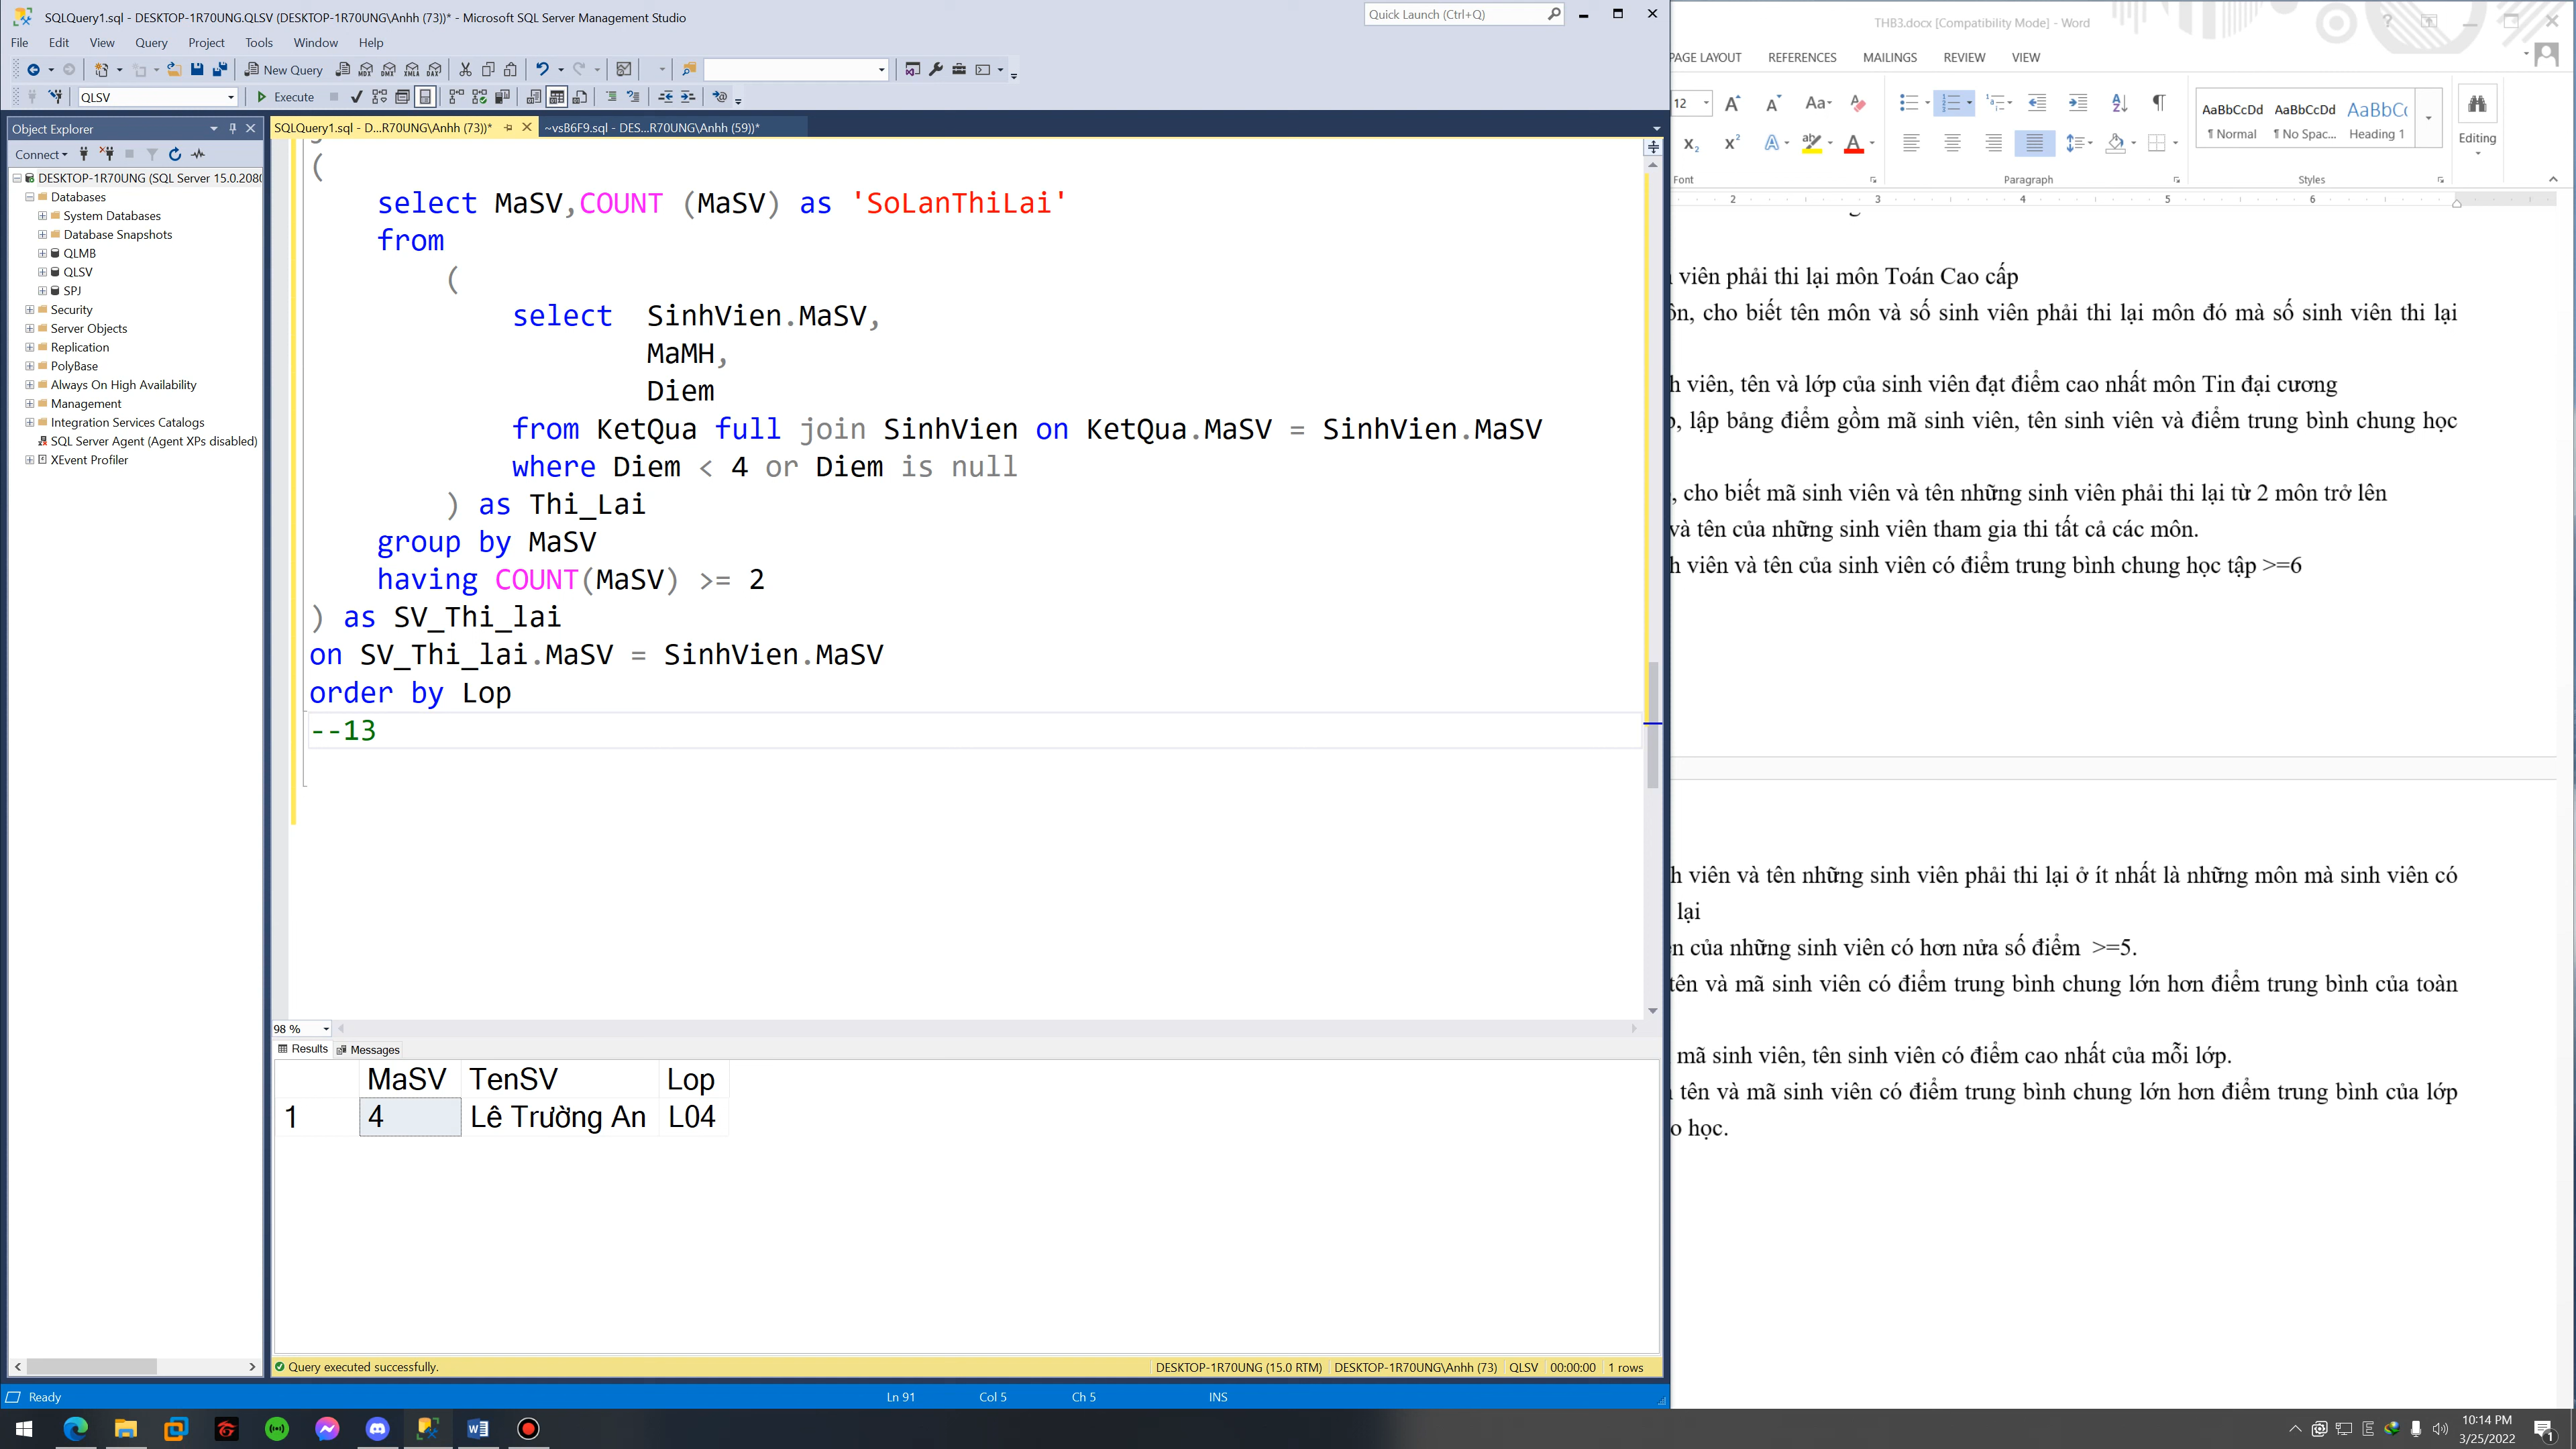 SQLQuery1.sql - DESKTOP-1R70UNG.QLSV (DESKTOP-1R70UNG\Anhh (73))* - Microsoft SQL Server Management Studio
Quick Launch (Ctrl+Q)
File Edit View Query Project Tools Window Help
New Query
MDX DMX XMLA DAX
QLSV
Execute
Object Explorer
Connect
DESKTOP-1R70UNG (SQL Server 15.0.2080
Databases
System Databases
Database Snapshots
QLMB
QLSV
SPJ
Security
Server Objects
Replication
PolyBase
Always On High Availability
Management
Integration Services Catalogs
SQL Server Agent (Agent XPs disabled)
XEvent Profiler
SQLQuery1.sql - D...R70UNG\Anhh (73))*
~vsB6F9.sql - DES...R70UNG\Anhh (59))*
(
select MaSV,COUNT (MaSV) as 'SoLanThiLai'
from
(
select SinhVien.MaSV,
MaMH,
Diem
from KetQua full join SinhVien on KetQua.MaSV = SinhVien.MaSV
where Diem < 4 or Diem is null
) as Thi_Lai
group by MaSV
having COUNT(MaSV) >= 2
) as SV_Thi_lai
on SV_Thi_lai.MaSV = SinhVien.MaSV
order by Lop
--13
98 %
Results Messages
MaSV TenSV Lop
1 4 Lê Trường An L04
Query executed successfully.
DESKTOP-1R70UNG (15.0 RTM) DESKTOP-1R70UNG\Anhh (73) QLSV 00:00:00 1 rows
Ready Ln 91 Col 5 Ch 5 INS
THB3.docx [Compatibility Mode] - Word
PAGE LAYOUT REFERENCES MAILINGS REVIEW VIEW
12
AaBbCcDd AaBbCcDd AaBbC
¶ Normal ¶ No Spac... Heading 1
Editing
Font Paragraph Styles
2 3 4 5 6
viên phải thi lại môn Toán Cao cấp
cho biết tên môn và số sinh viên phải thi lại môn đó mà số sinh viên thi lại
viên, tên và lớp của sinh viên đạt điểm cao nhất môn Tin đại cương
lập bảng điểm gồm mã sinh viên, tên sinh viên và điểm trung bình chung học
, cho biết mã sinh viên và tên những sinh viên phải thi lại từ 2 môn trở lên
và tên của những sinh viên tham gia thi tất cả các môn.
viên và tên của sinh viên có điểm trung bình chung học tập >=6
viên và tên những sinh viên phải thi lại ở ít nhất là những môn mà sinh viên có
lại
của những sinh viên có hơn nửa số điểm >=5.
tên và mã sinh viên có điểm trung bình chung lớn hơn điểm trung bình của toàn
mã sinh viên, tên sinh viên có điểm cao nhất của mỗi lớp.
tên và mã sinh viên có điểm trung bình chung lớn hơn điểm trung bình của lớp
học.
10:14 PM
3/25/2022
1